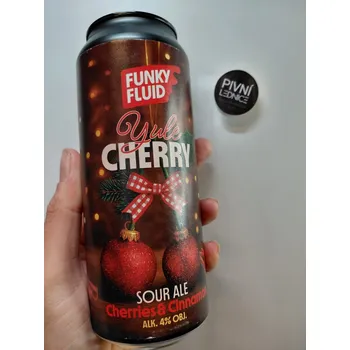 FUNKY
FLUID
Yule
CHERRY
SOUR ALE
Cherries & Cinnamon
ALK. 4% OBJ.
PIVNÍ
LEDNICE